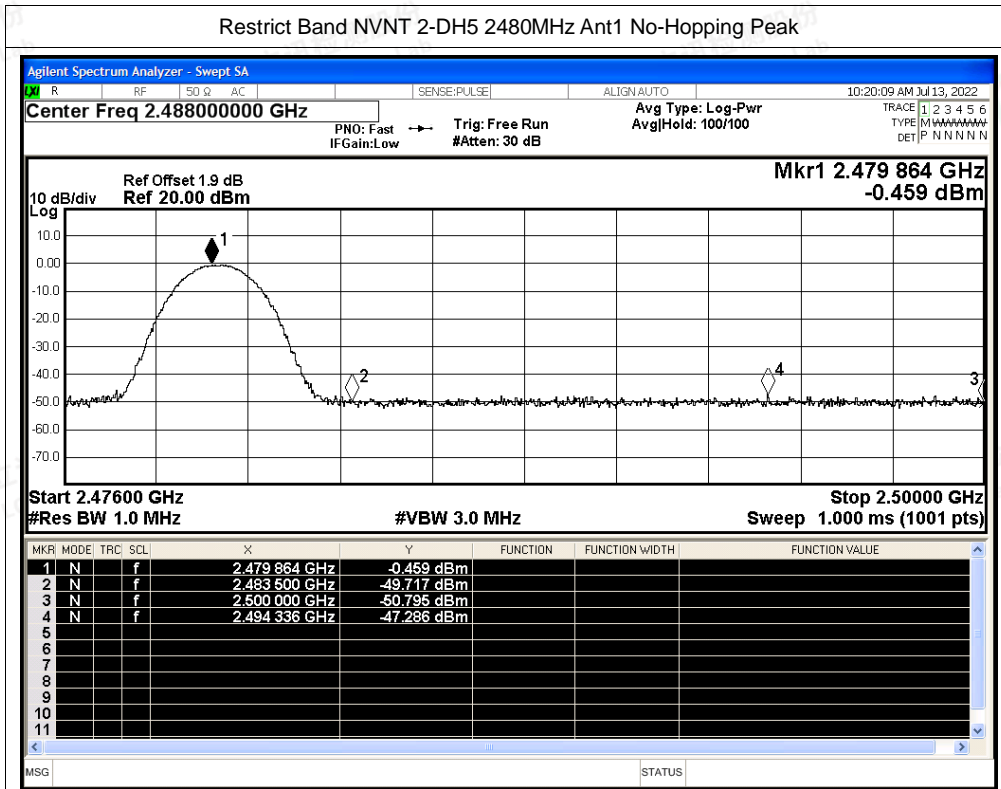 Restrict Band NVNT 2-DH5 2480MHz Ant1 No-Hopping Peak
Agilent Spectrum Analyzer - Swept SA
LXI R RF 50 Ω AC SENSE:PULSE ALIGN AUTO 10:20:09 AM Jul 13, 2022
Center Freq 2.488000000 GHz
PNO: Fast
IFGain:Low
Trig: Free Run
#Atten: 30 dB
Avg Type: Log-Pwr
Avg|Hold: 100/100
TRACE 1 2 3 4 5 6
TYPE M W W W W W
DET P N N N N N
Mkr1 2.479 864 GHz
-0.459 dBm
Ref Offset 1.9 dB
10 dB/div Ref 20.00 dBm
Log
10.0
0.00
-10.0
-20.0
-30.0
-40.0
-50.0
-60.0
-70.0
1
2
4
3
Start 2.47600 GHz Stop 2.50000 GHz
#Res BW 1.0 MHz #VBW 3.0 MHz Sweep 1.000 ms (1001 pts)
MKR MODE TRC SCL X Y FUNCTION FUNCTION WIDTH FUNCTION VALUE
1 N f 2.479 864 GHz -0.459 dBm
2 N f 2.483 500 GHz -49.717 dBm
3 N f 2.500 000 GHz -50.795 dBm
4 N f 2.494 336 GHz -47.286 dBm
5
6
7
8
9
10
11
MSG STATUS